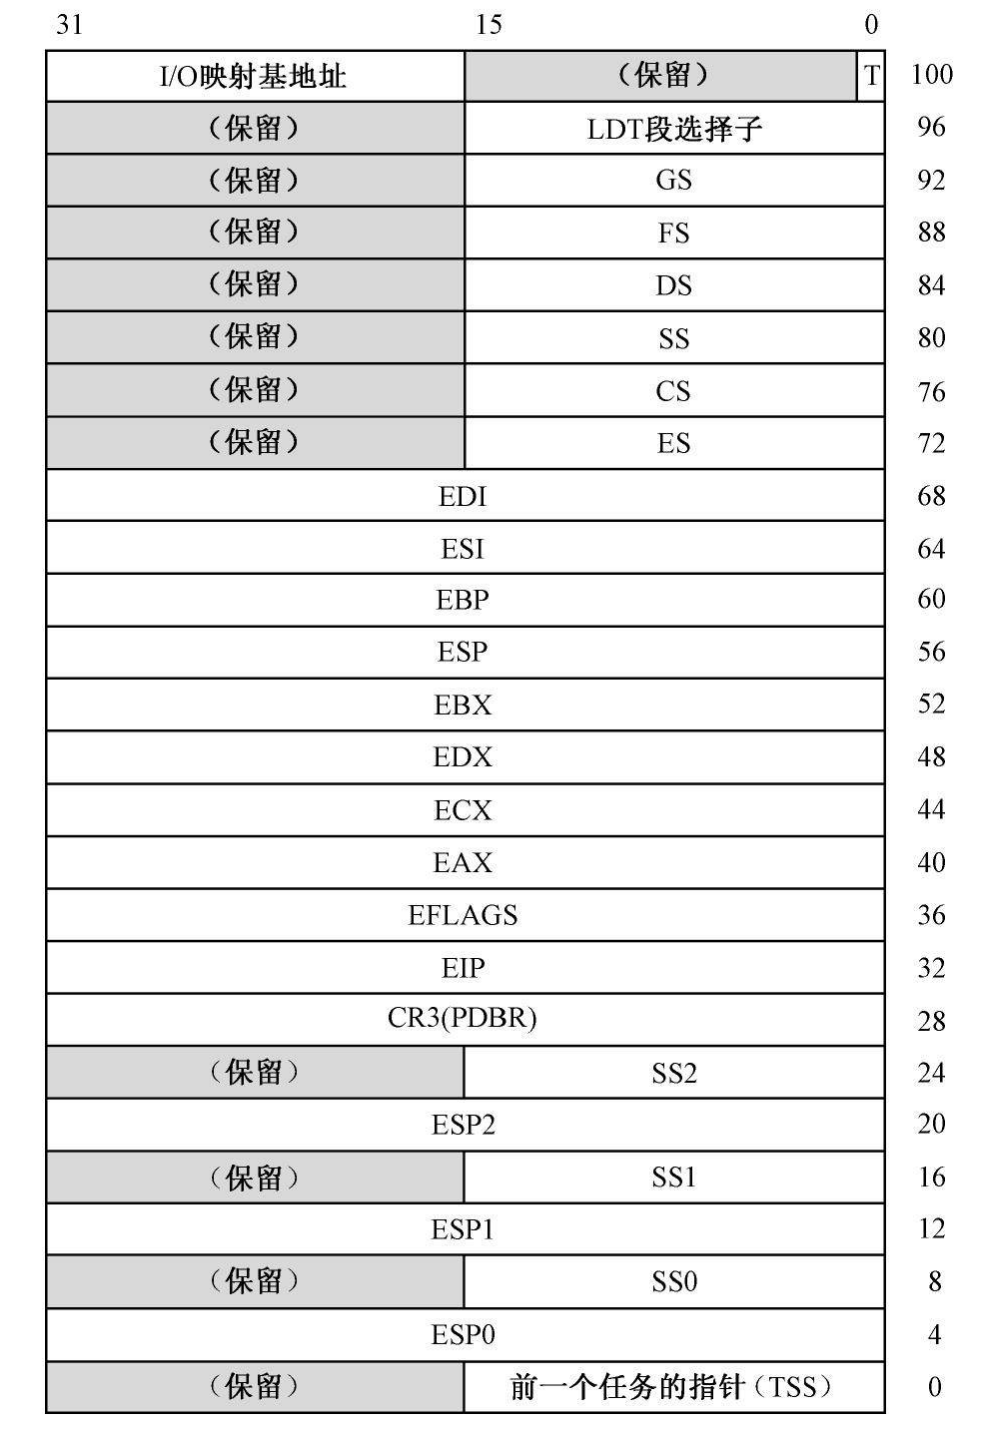 31 15 0
I/O映射基地址 （保留） T 100
（保留） LDT段选择子 96
（保留） GS 92
（保留） FS 88
（保留） DS 84
（保留） SS 80
（保留） CS 76
（保留） ES 72
EDI 68
ESI 64
EBP 60
ESP 56
EBX 52
EDX 48
ECX 44
EAX 40
EFLAGS 36
EIP 32
CR3(PDBR) 28
（保留） SS2 24
ESP2 20
（保留） SS1 16
ESP1 12
（保留） SS0 8
ESP0 4
（保留） 前一个任务的指针（TSS） 0